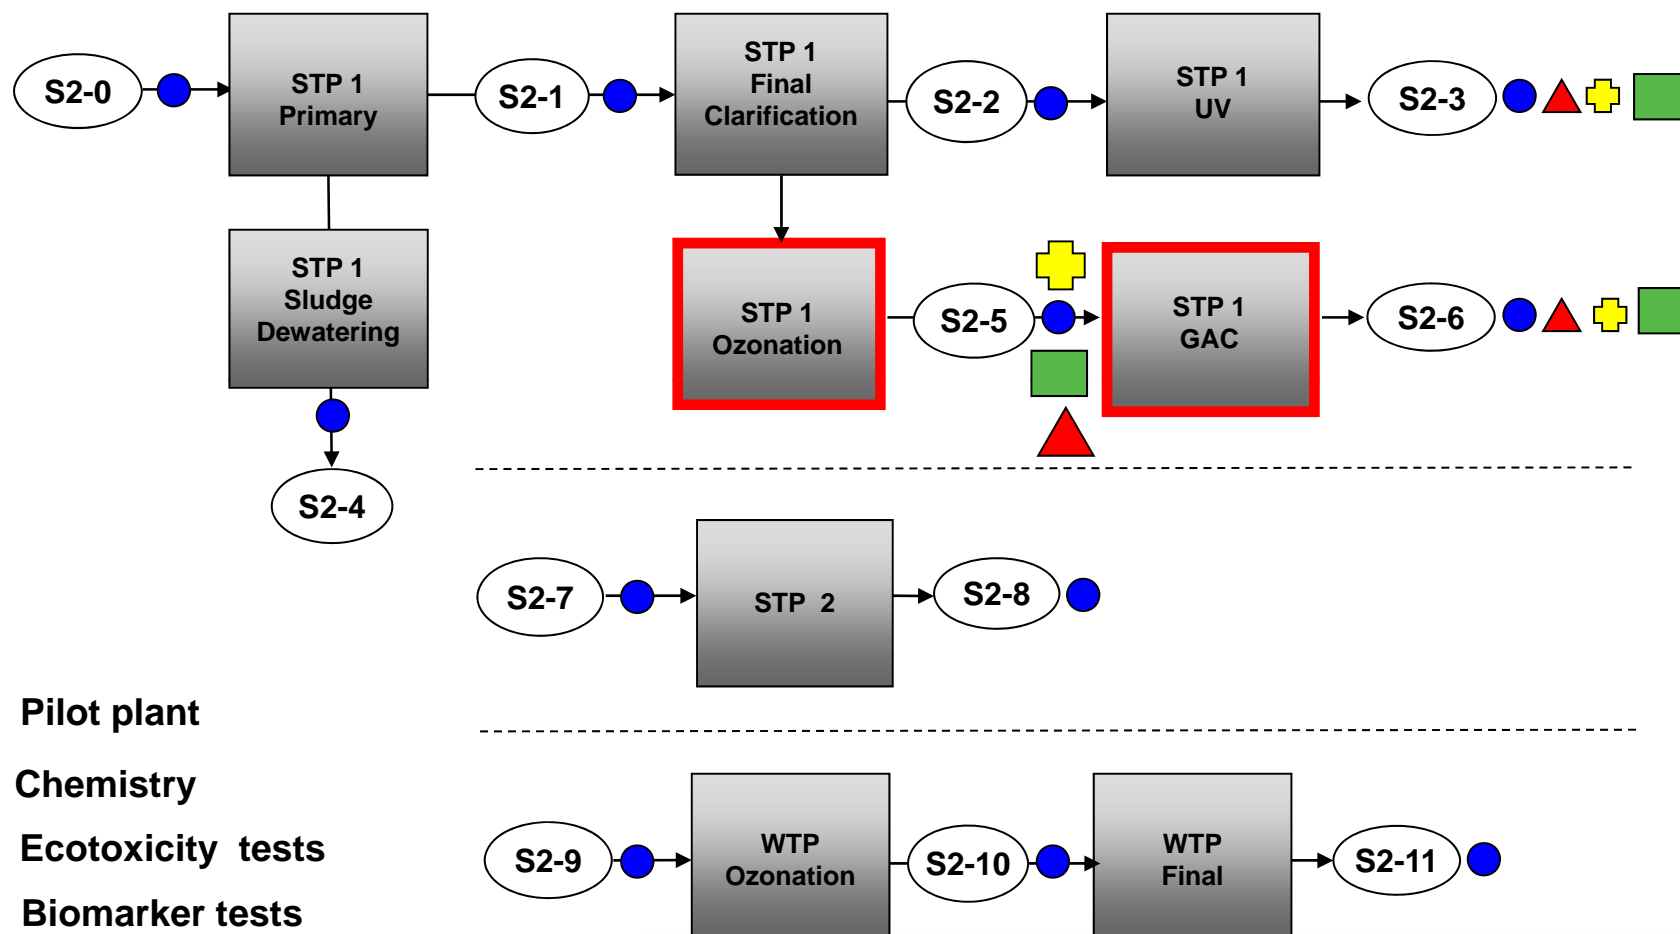 S2-0
STP 1
Primary
S2-1
STP 1
Final
Clarification
S2-2
STP 1
UV
S2-3
STP 1
Sludge
Dewatering
S2-4
STP 1
Ozonation
S2-5
STP 1
GAC
S2-6
S2-7
STP 2
S2-8
Pilot plant
Chemistry
Ecotoxicity tests
Biomarker tests
S2-9
WTP
Ozonation
S2-10
WTP
Final
S2-11